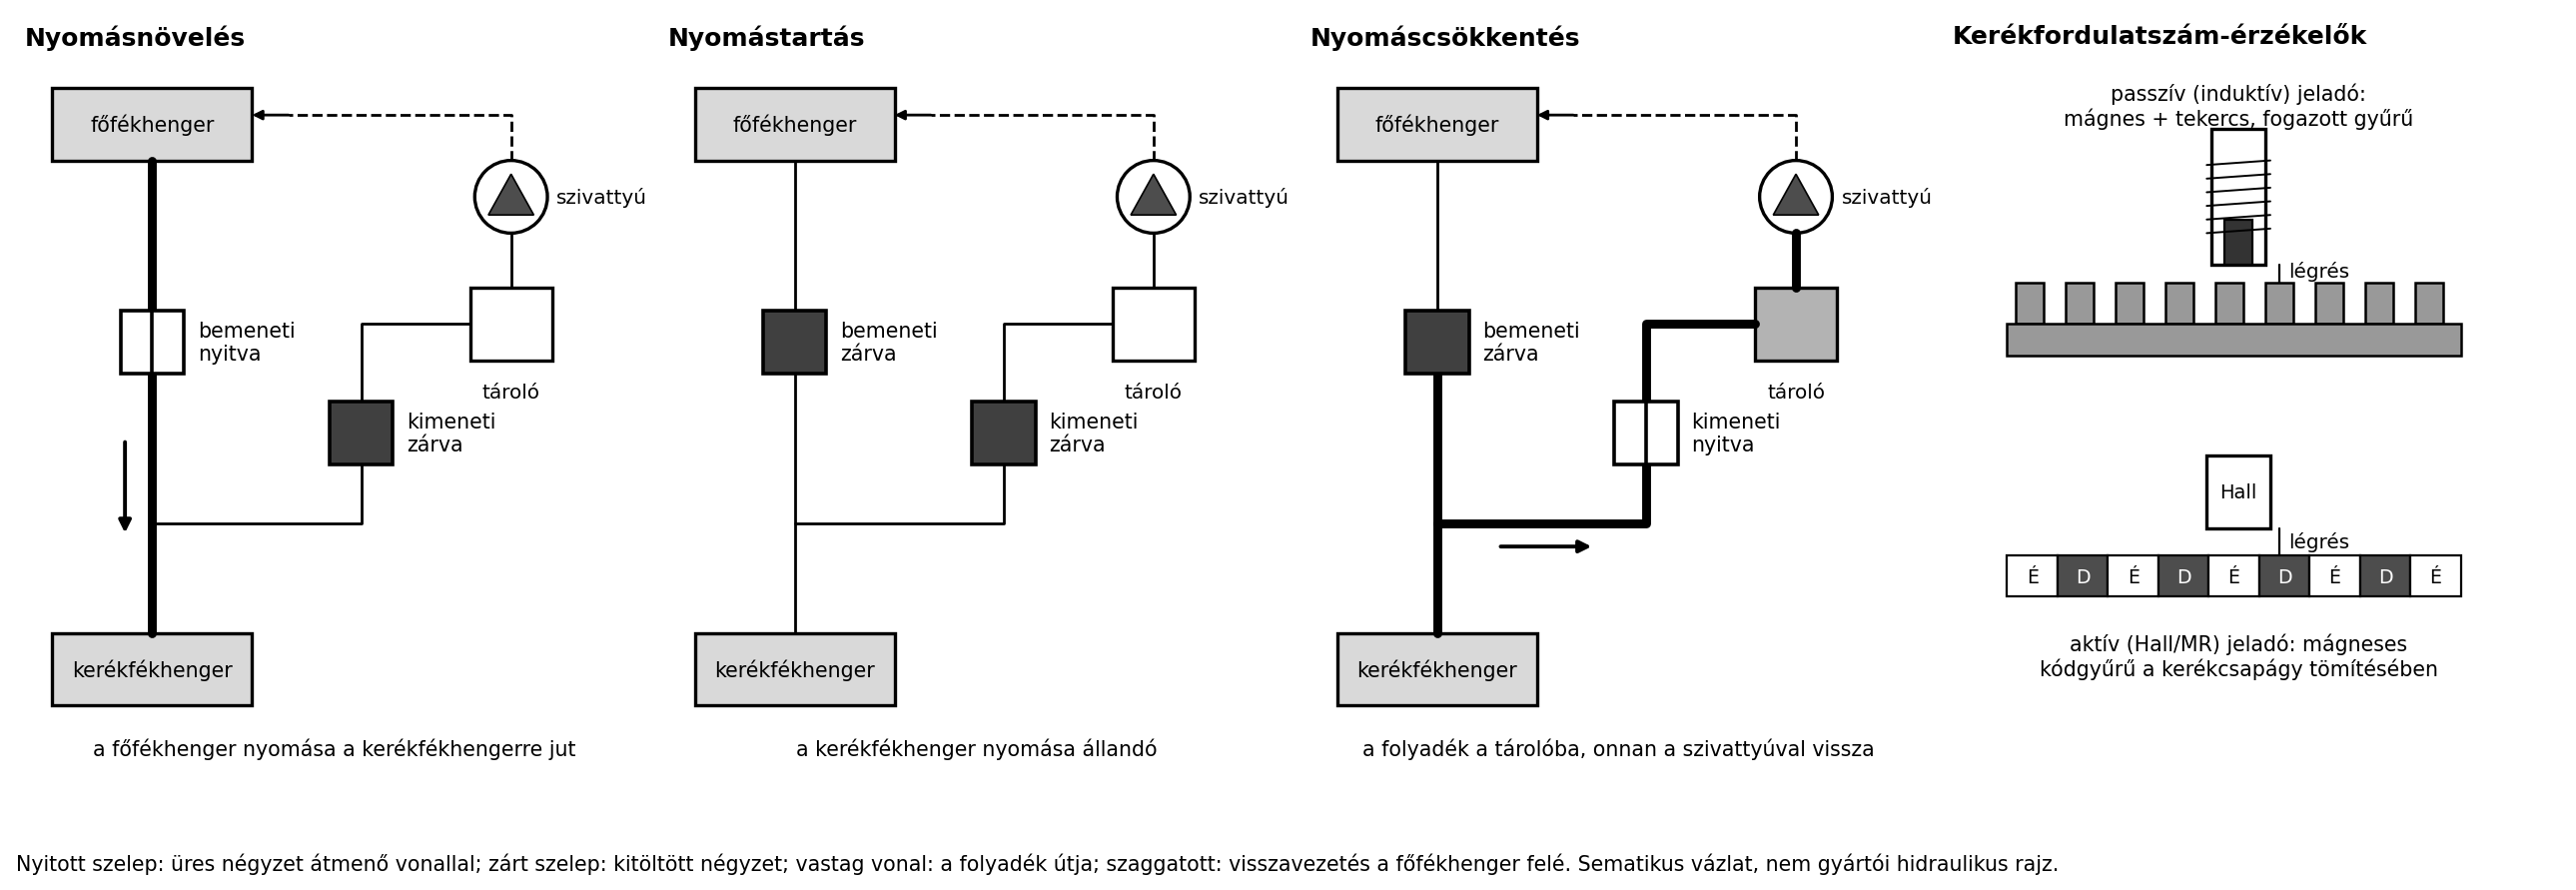 Nyomásnövelés
főfékhenger
szivattyú
bemeneti
nyitva
tároló
kimeneti
zárva
kerékfékhenger
a főfékhenger nyomása a kerékfékhengerre jut
Nyomástartás
főfékhenger
szivattyú
bemeneti
zárva
tároló
kimeneti
zárva
kerékfékhenger
a kerékfékhenger nyomása állandó
Nyomáscsökkentés
főfékhenger
szivattyú
bemeneti
zárva
tároló
kimeneti
nyitva
kerékfékhenger
a folyadék a tárolóba, onnan a szivattyúval vissza
Kerékfordulatszám-érzékelők
passzív (induktív) jeladó:
mágnes + tekercs, fogazott gyűrű
légrés
Hall
légrés
É D É D É D É D É
aktív (Hall/MR) jeladó: mágneses
kódgyűrű a kerékcsapágy tömítésében
Nyitott szelep: üres négyzet átmenő vonallal; zárt szelep: kitöltött négyzet; vastag vonal: a folyadék útja; szaggatott: visszavezetés a főfékhenger felé. Sematikus vázlat, nem gyártói hidraulikus rajz.